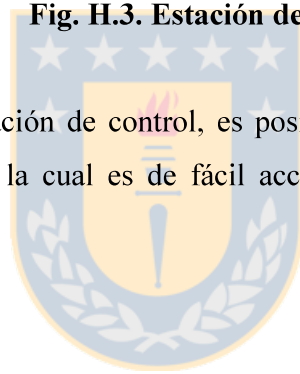 Fig. H.3. Estación de
ción de control, es pos
la cual es de fácil acc